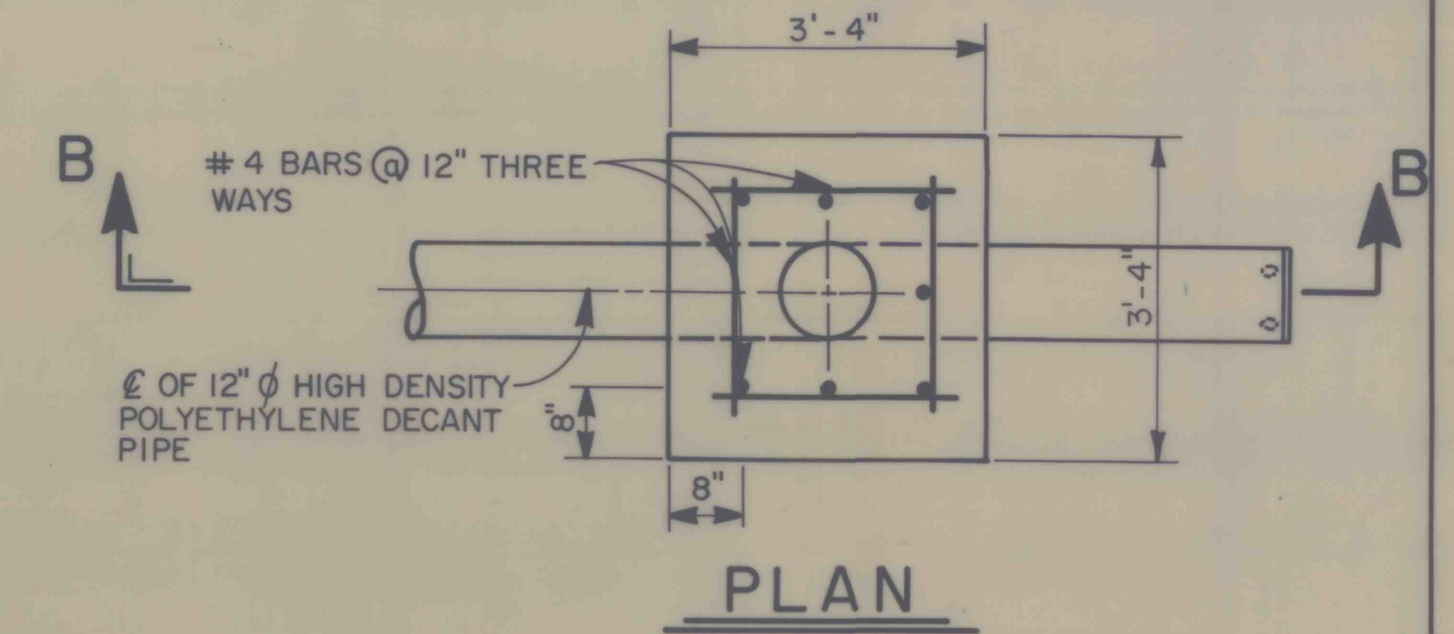 3'-4"
B
# 4 BARS @ 12" THREE
WAYS
B
3'-4"
℄ OF 12" ϕ HIGH DENSITY
POLYETHYLENE DECANT
PIPE
8"
8"
PLAN